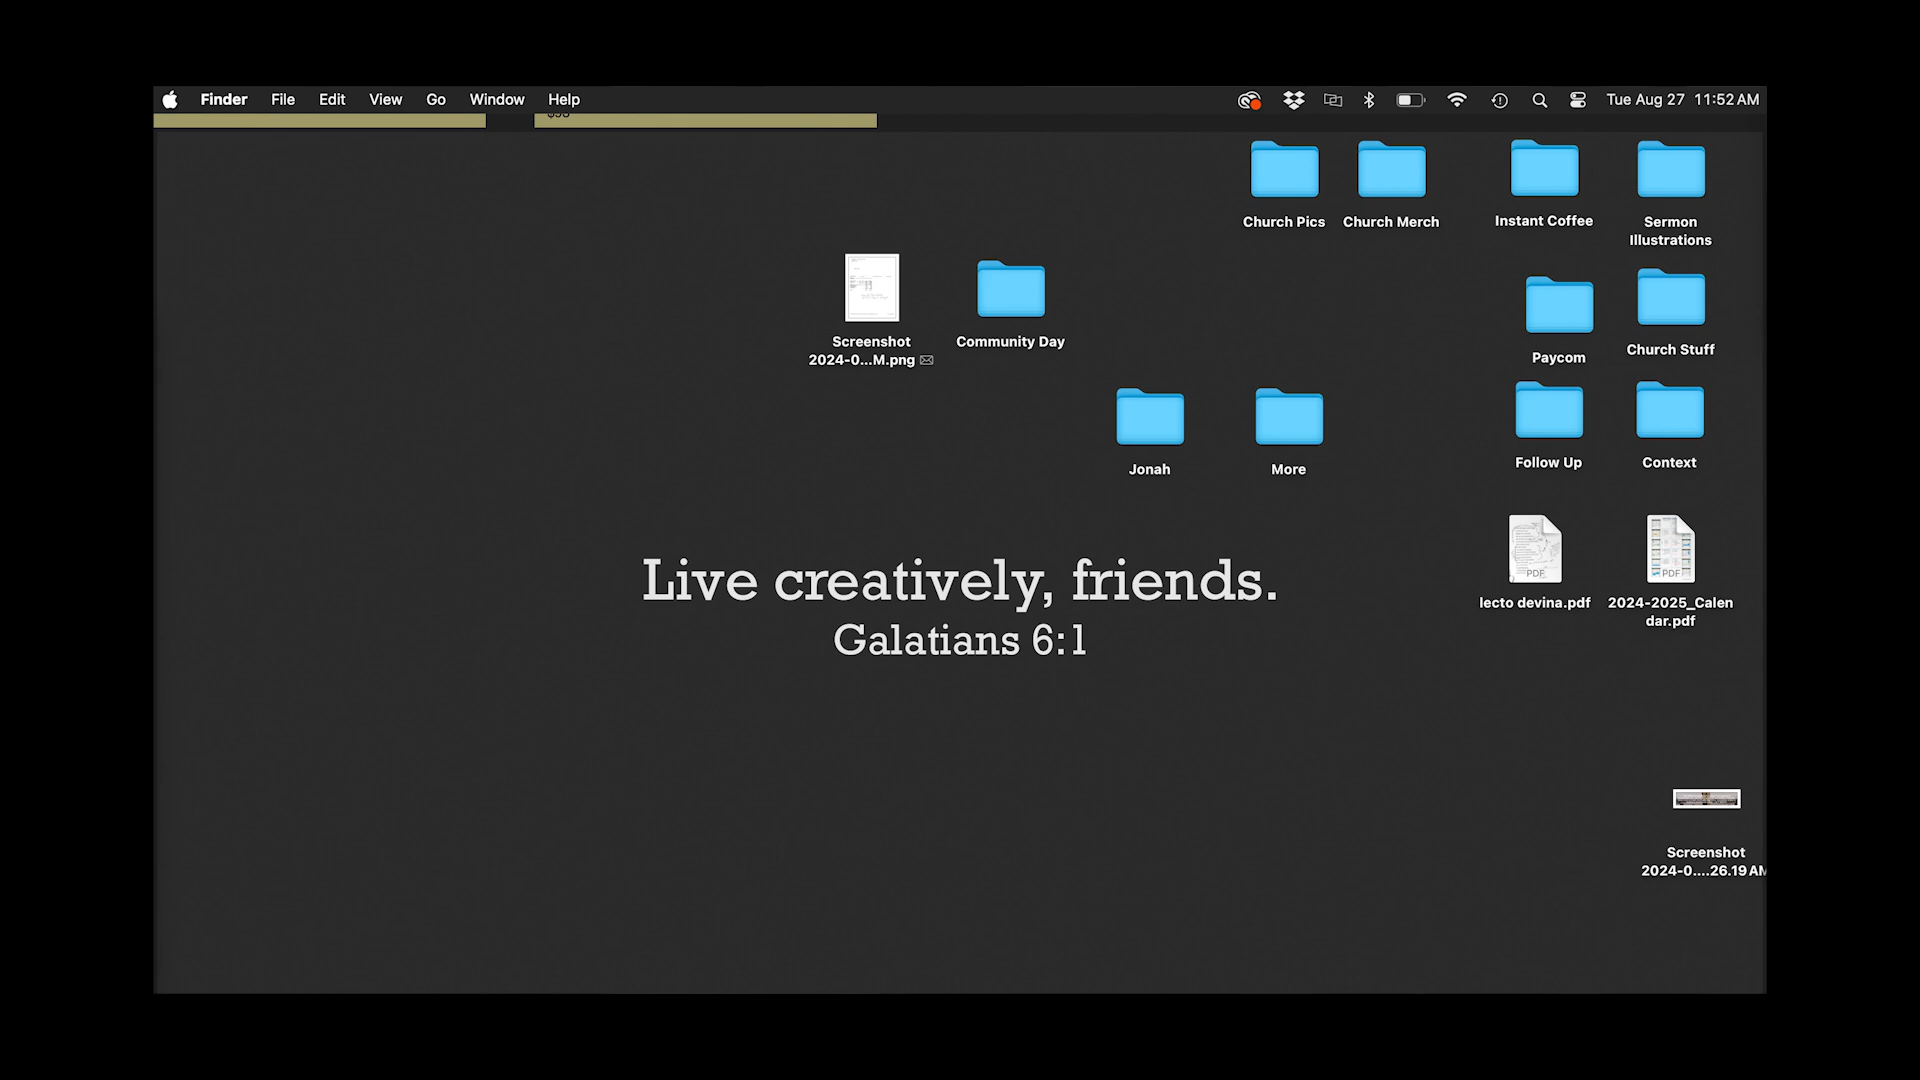 Finder File Edit View Go Window Help Tue Aug 27 11:52 AM
$98
Church Pics
Church Merch
Instant Coffee
Sermon
Illustrations
Screenshot
2024-0...M.png
Community Day
Paycom
Church Stuff
Jonah
More
Follow Up
Context
PDF
lecto devina.pdf
PDF
2024-2025_Calen
dar.pdf
Live creatively, friends.
Galatians 6:1
Screenshot
2024-0....26.19 AM